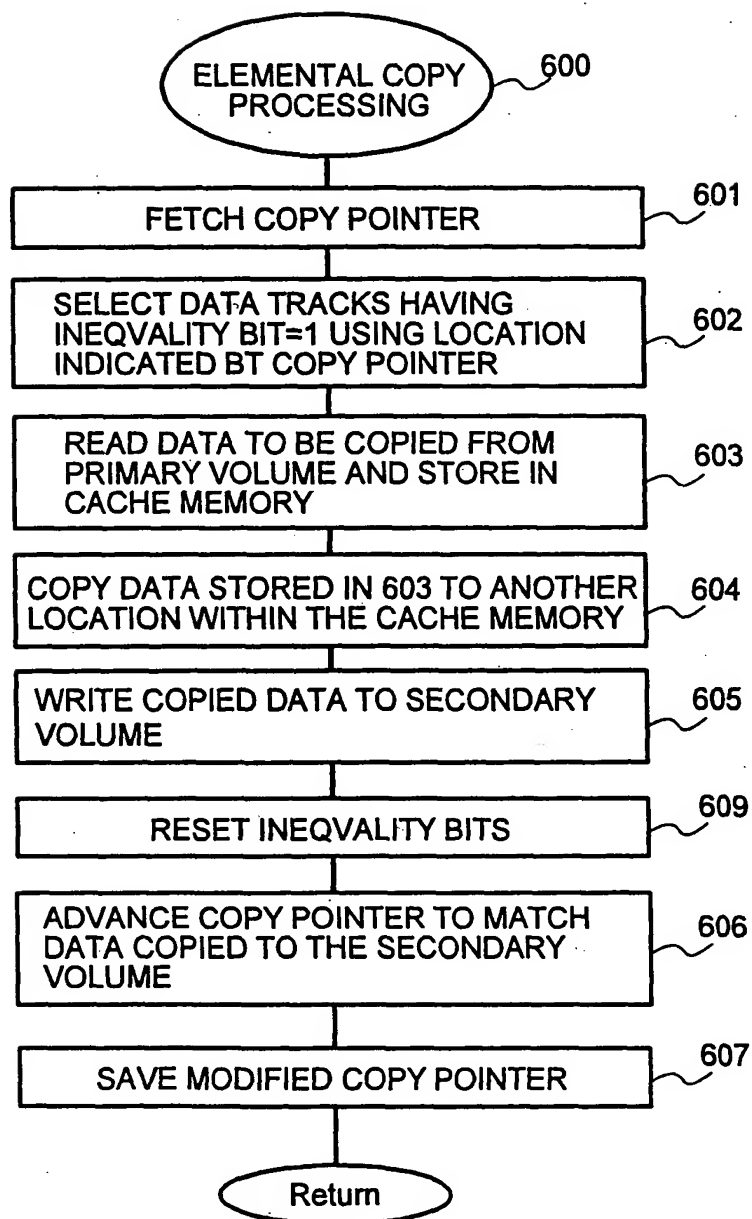 ELEMENTAL COPY
PROCESSING
600
FETCH COPY POINTER
601
SELECT DATA TRACKS HAVING
INEQVALITY BIT=1 USING LOCATION
INDICATED BT COPY POINTER
602
READ DATA TO BE COPIED FROM
PRIMARY VOLUME AND STORE IN
CACHE MEMORY
603
COPY DATA STORED IN 603 TO ANOTHER
LOCATION WITHIN THE CACHE MEMORY
604
WRITE COPIED DATA TO SECONDARY
VOLUME
605
RESET INEQVALITY BITS
609
ADVANCE COPY POINTER TO MATCH
DATA COPIED TO THE SECONDARY
VOLUME
606
SAVE MODIFIED COPY POINTER
607
Return